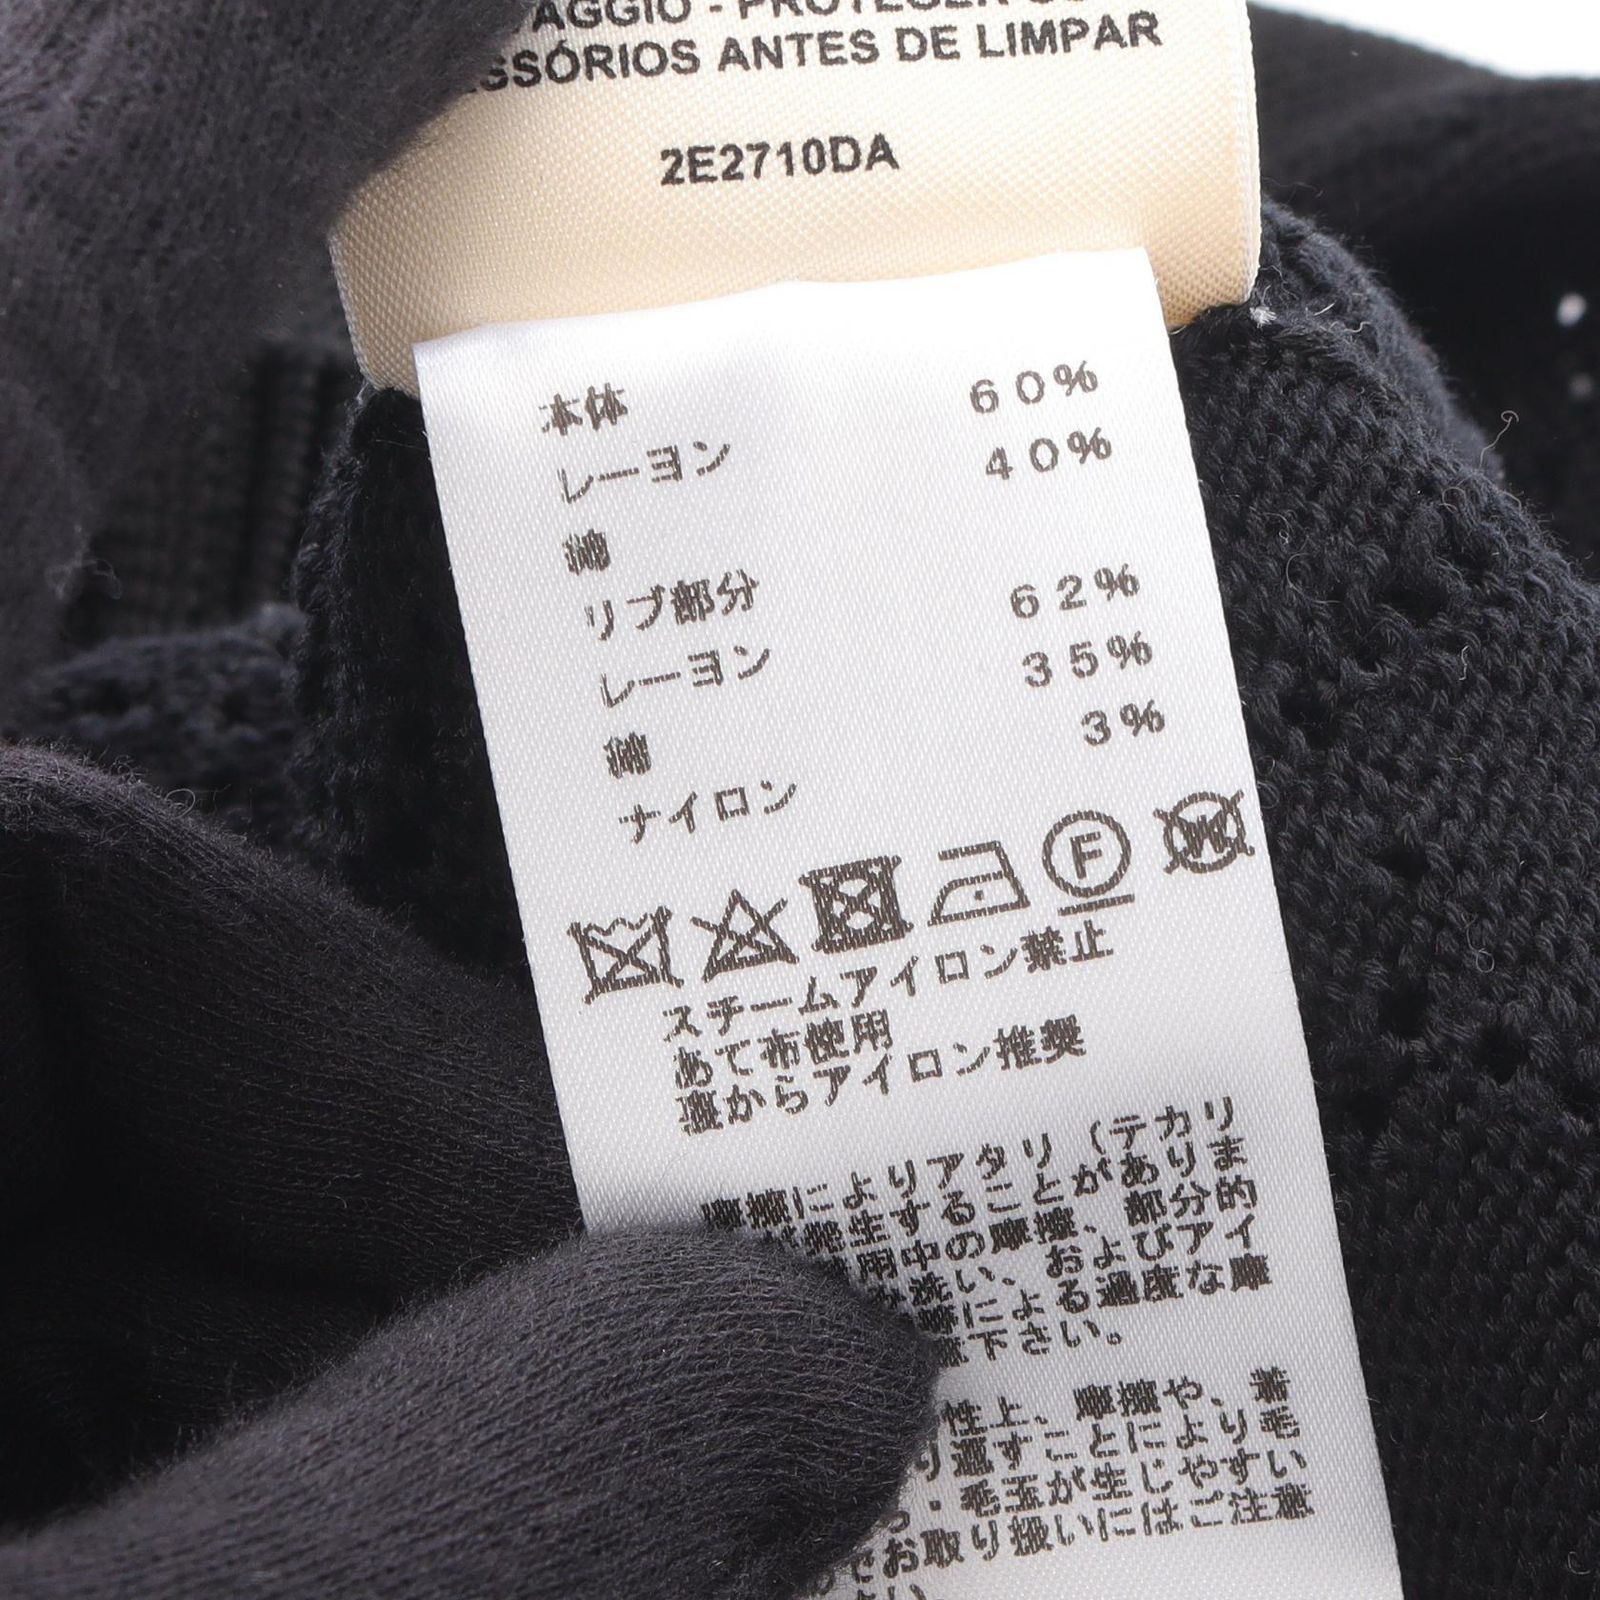 AGGIO - PROTEGER
SSÓRIOS ANTES DE LIMPAR
2E2710DA
本体 60%
レーヨン 40%
綿
リブ部分 62%
レーヨン 35%
綿 3%
ナイロン
F W
スチームアイロン禁止
あて布使用
裏からアイロン推奨
摩擦によりアタリ(テカリ
発生することがありま
用中の摩擦、部分的
洗い、およびアイ
等による過度な摩
下さい。
性上、摩擦や、着
り返すことにより毛
・毛玉が生じやすい
でお取り扱いにはご注意